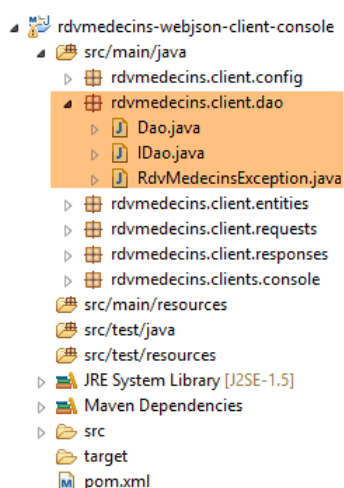 rdvmedecins-webjson-client-console
src/main/java
rdvmedecins.client.config
rdvmedecins.client.dao
Dao.java
IDao.java
RdvMedecinsException.java
rdvmedecins.client.entities
rdvmedecins.client.requests
rdvmedecins.client.responses
rdvmedecins.clients.console
src/main/resources
src/test/java
src/test/resources
JRE System Library [J2SE-1.5]
Maven Dependencies
src
target
pom.xml